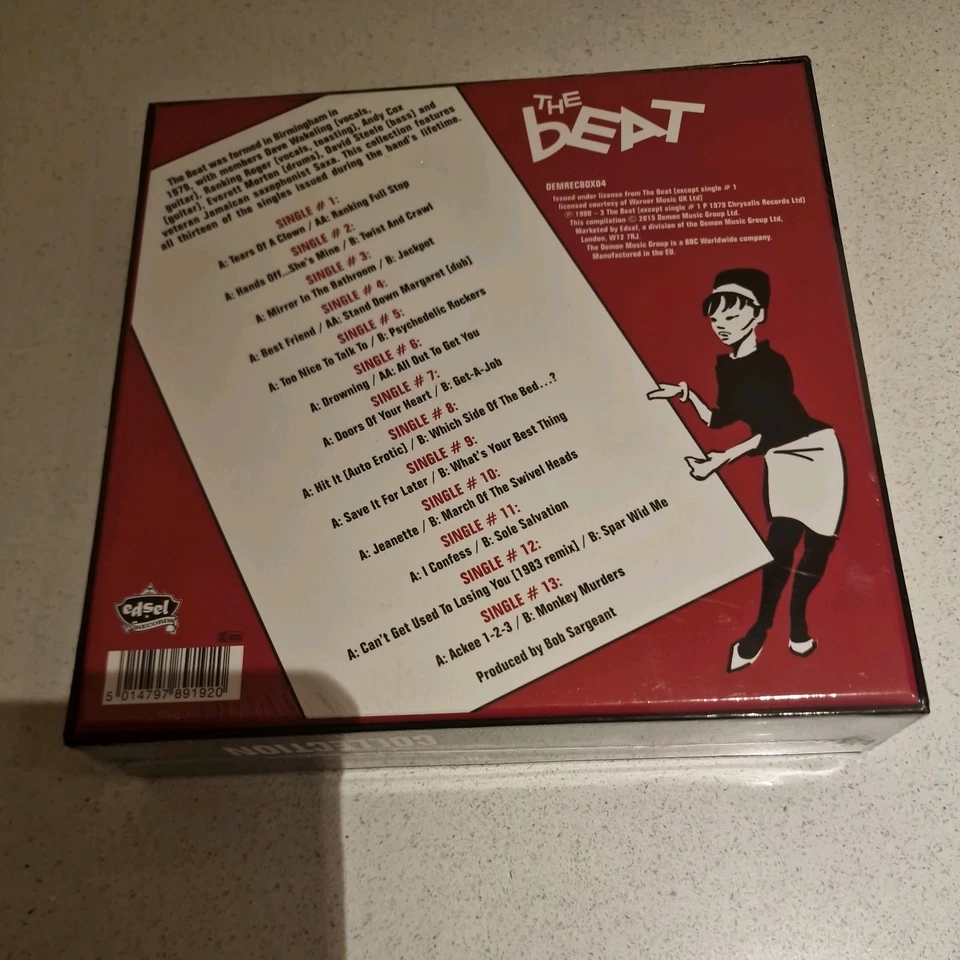 The Beat was formed in Birmingham in
1979, with members Dave Wakeling (vocals,
guitar), Ranking Roger (vocals, toasting), Andy Cox
(guitar), Everett Morton (drums), David Steele (bass) and
veteran Jamaican saxophonist Saxa. This collection features
all thirteen of the singles issued during the band's lifetime.
SINGLE # 1:
A: Tears Of A Clown / AA: Ranking Full Stop
SINGLE # 2:
A: Hands Off...She's Mine / B: Twist And Crawl
SINGLE # 3:
A: Mirror In The Bathroom / B: Jackpot
SINGLE # 4:
A: Best Friend / AA: Stand Down Margaret (dub)
SINGLE # 5:
A: Too Nice To Talk To / B: Psychedelic Rockers
SINGLE # 6:
A: Drowning / AA: All Out To Get You
SINGLE # 7:
A: Doors Of Your Heart / B: Get-A-Job
SINGLE # 8:
A: Hit It (Auto Erotic) / B: Which Side Of The Bed...?
SINGLE # 9:
A: Save It For Later / B: What's Your Best Thing
SINGLE # 10:
A: Jeanette / B: March Of The Swivel Heads
SINGLE # 11:
A: I Confess / B: Sole Salvation
SINGLE # 12:
A: Can't Get Used To Losing You [1983 remix] / B: Spar Wid Me
SINGLE # 13:
A: Ackee 1-2-3 / B: Monkey Murders
Produced by Bob Sargeant
THE
bEAT
DEMRECBOX04
Issued under license from The Beat (except single # 1
licensed courtesy of Warner Music UK Ltd)
℗ 1980 – 3 The Beat (except single # 1 P 1979 Chrysalis Records Ltd)
This compilation © 2015 Demon Music Group Ltd.
Marketed by Edsel, a division of the Demon Music Group Ltd,
London, W12 7RJ.
The Demon Music Group is a BBC Worldwide company.
Manufactured in the EU.
edsel
RECORDS
5 014797 891920
COLLECTION